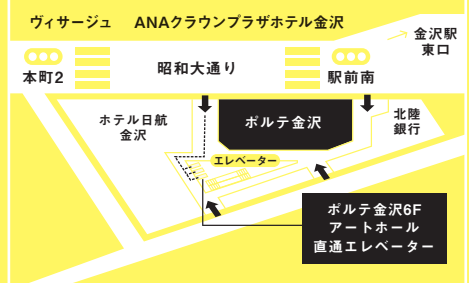 ヴィサージュ ANAクラウンプラザホテル金沢
金沢駅
東口
本町2
昭和大通り
駅前南
ホテル日航
金沢
ポルテ金沢
北陸
銀行
エレベーター
ポルテ金沢6F
アートホール
直通エレベーター